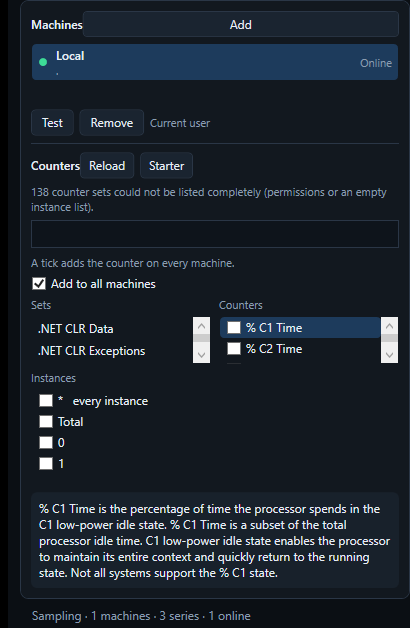 Machines Add
Local
Online
.
Test Remove Current user
Counters Reload Starter
138 counter sets could not be listed completely (permissions or an empty
instance list).
A tick adds the counter on every machine.
Add to all machines
Sets Counters
.NET CLR Data % C1 Time
.NET CLR Exceptions % C2 Time
Instances
* every instance
Total
0
1
% C1 Time is the percentage of time the processor spends in the
C1 low-power idle state. % C1 Time is a subset of the total
processor idle time. C1 low-power idle state enables the processor
to maintain its entire context and quickly return to the running
state. Not all systems support the % C1 state.
Sampling · 1 machines · 3 series · 1 online